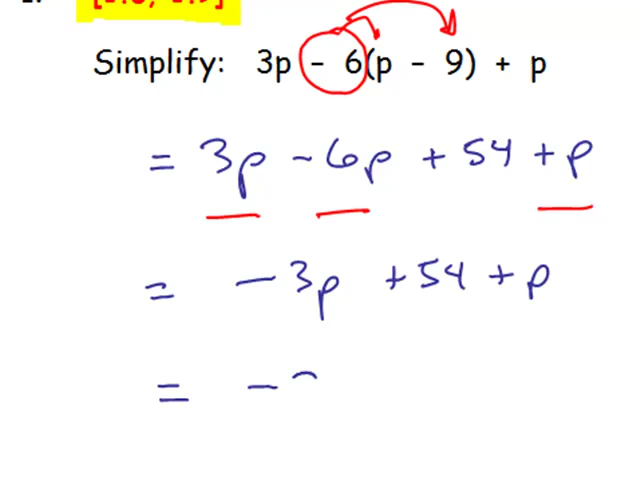 Simplify: 3p - 6(p - 9) + p
= 3p - 6p + 54 + p
= - 3p + 54 + p
= -